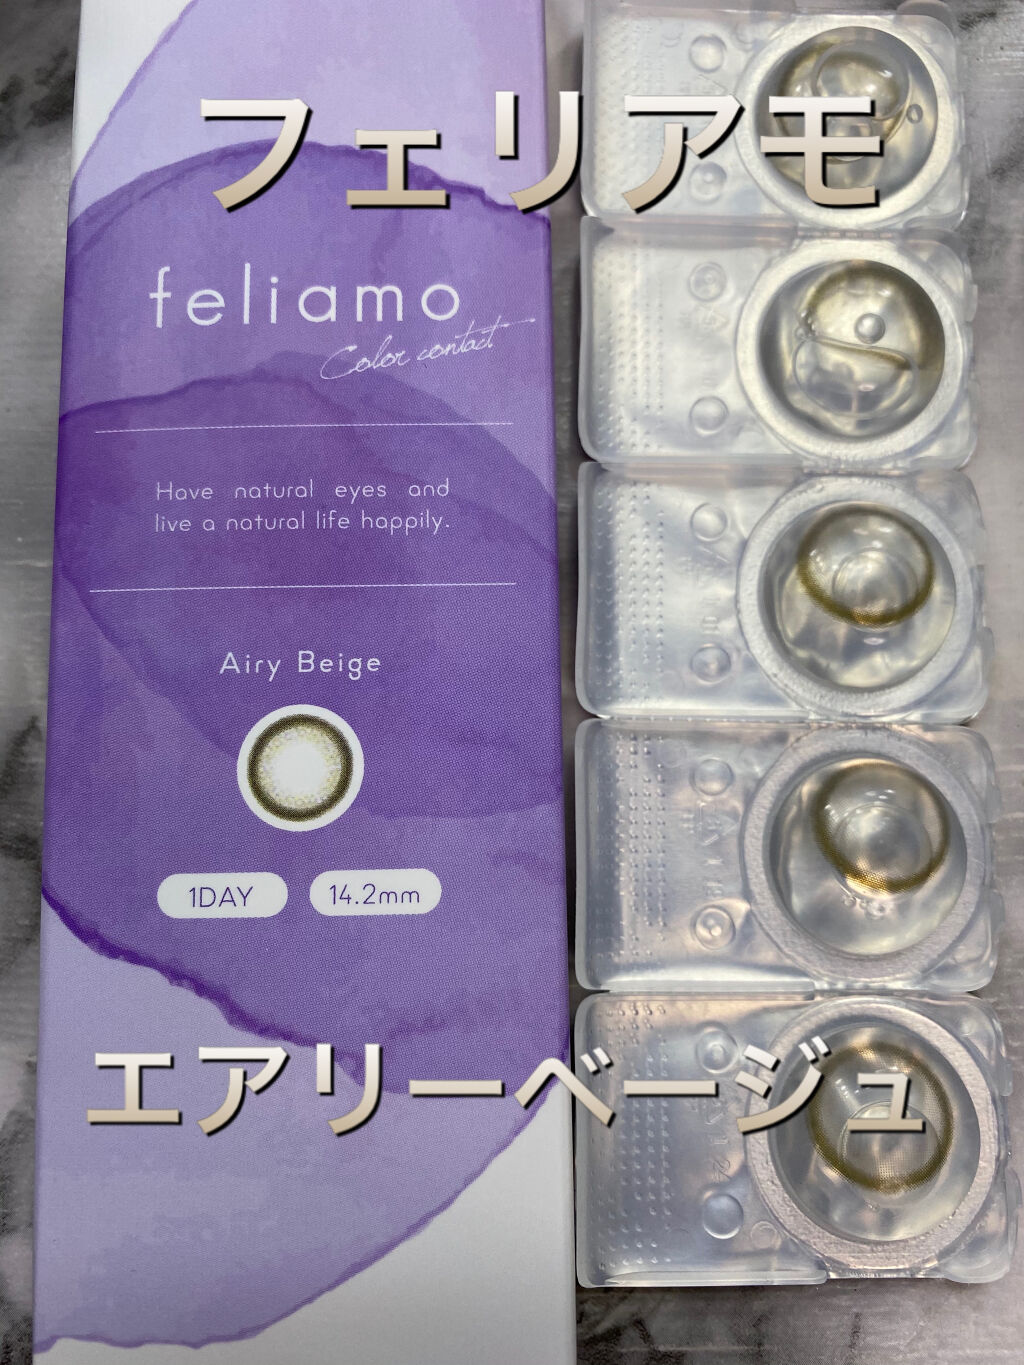 フェリアモ
feliamo
Color contact
Have natural eyes and
live a natural life happily.
Airy Beige
1DAY
14.2mm
エアリーベージュ